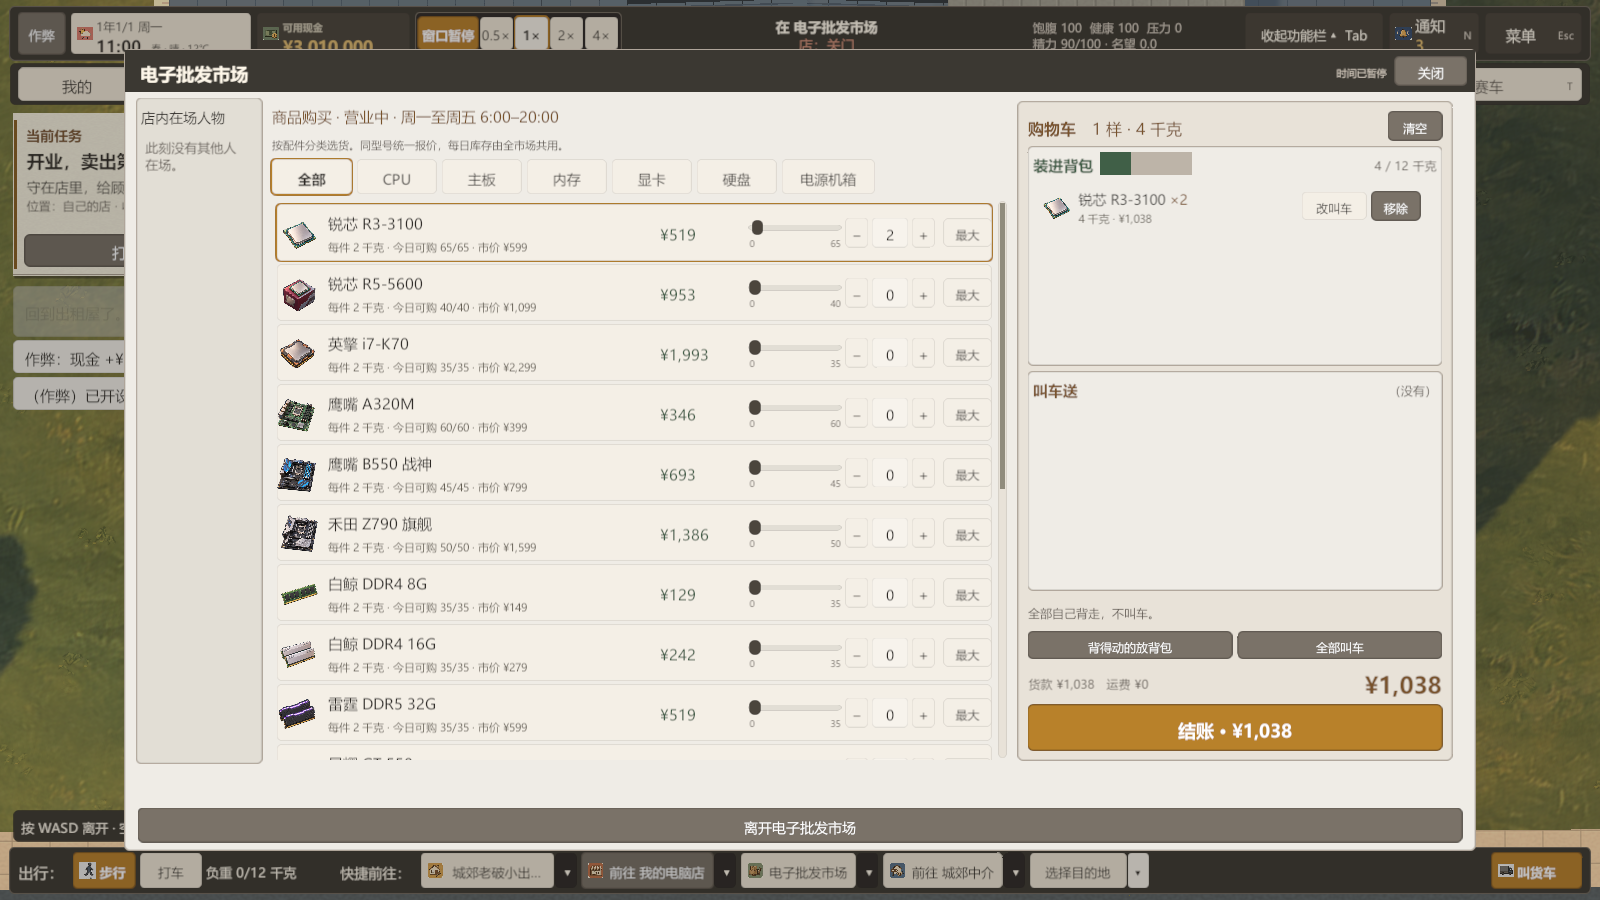 作弊
1年1/1 周一
11:00
可用现金
¥3,010,000
窗口暂停
0.5×
1×
2×
4×
在 电子批发市场
店：关门
饱腹 100 健康 100 压力 0
精力 90/100 · 名望 0.0
收起功能栏▲ Tab
通知
3
N
菜单
Esc
我的
赛车
T
电子批发市场
时间已暂停
关闭
当前任务
开业，卖出第
守在店里，给顾
位置：自己的店 ·
打
回到出租屋了。
作弊：现金 +¥
（作弊）已开设
店内在场人物
此刻没有其他人
在场。
商品购买 · 营业中 · 周一至周五 6:00–20:00
按配件分类选货。同型号统一报价，每日库存由全市场共用。
全部
CPU
主板
内存
显卡
硬盘
电源机箱
锐芯 R3-3100
每件 2 千克 · 今日可购 65/65 · 市价 ¥599
¥519
0
65
−
2
+
最大
锐芯 R5-5600
每件 2 千克 · 今日可购 40/40 · 市价 ¥1,099
¥953
0
40
−
0
+
最大
英擎 i7-K70
每件 2 千克 · 今日可购 35/35 · 市价 ¥2,299
¥1,993
0
35
−
0
+
最大
鹰嘴 A320M
每件 2 千克 · 今日可购 60/60 · 市价 ¥399
¥346
0
60
−
0
+
最大
鹰嘴 B550 战神
每件 2 千克 · 今日可购 45/45 · 市价 ¥799
¥693
0
45
−
0
+
最大
禾田 Z790 旗舰
每件 2 千克 · 今日可购 50/50 · 市价 ¥1,599
¥1,386
0
50
−
0
+
最大
白鲸 DDR4 8G
每件 2 千克 · 今日可购 35/35 · 市价 ¥149
¥129
0
35
−
0
+
最大
白鲸 DDR4 16G
每件 2 千克 · 今日可购 35/35 · 市价 ¥279
¥242
0
35
−
0
+
最大
雷霆 DDR5 32G
每件 2 千克 · 今日可购 35/35 · 市价 ¥599
¥519
0
35
−
0
+
最大
购物车 1 样 · 4 千克
清空
装进背包
4 / 12 千克
锐芯 R3-3100 ×2
4 千克 · ¥1,038
改叫车
移除
叫车送
（没有）
全部自己背走，不叫车。
背得动的放背包
全部叫车
货款 ¥1,038 运费 ¥0
¥1,038
结账 • ¥1,038
离开电子批发市场
按 WASD 离开 ·
出行：
步行
打车
负重 0/12 千克
快捷前往：
城郊老破小出...
▼
前往 我的电脑店
▼
电子批发市场
▼
前往 城郊中介
▼
选择目的地
▼
叫货车